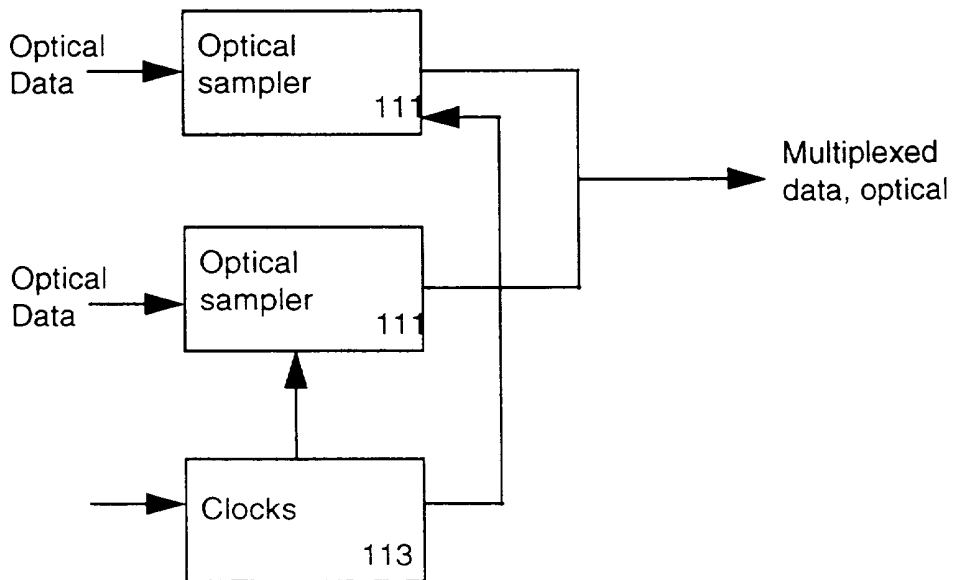 Optical
Data
Optical
sampler
111
Multiplexed
data, optical
Optical
Data
Optical
sampler
111
Clocks
113